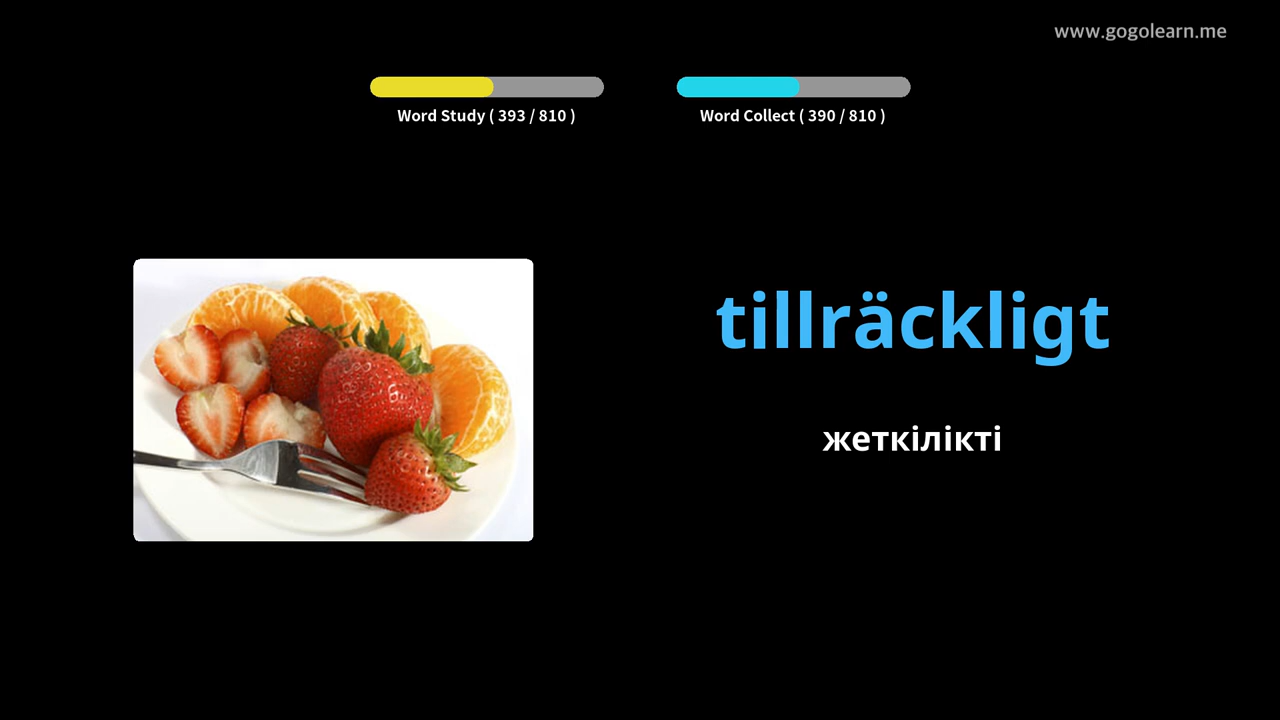 www.gogolearn.me
Word Study ( 393 / 810 )
Word Collect ( 390 / 810 )
tillräckligt
жеткілікті